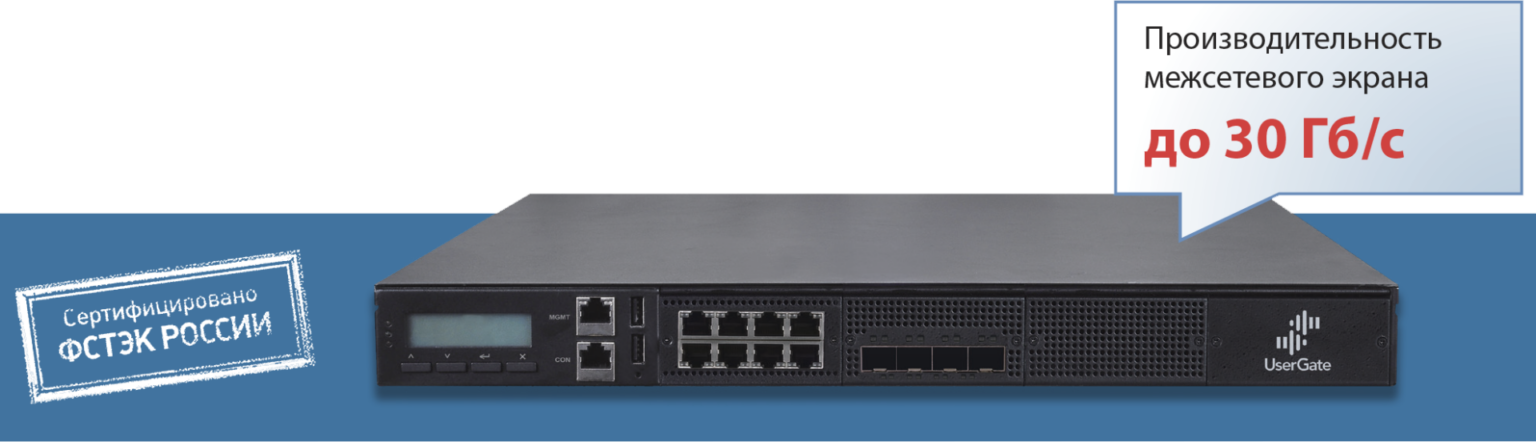 Производительность
межсетевого экрана
до 30 Гб/с
Сертифицировано
ФСТЭК РОССИИ
MGMT
CON
UserGate